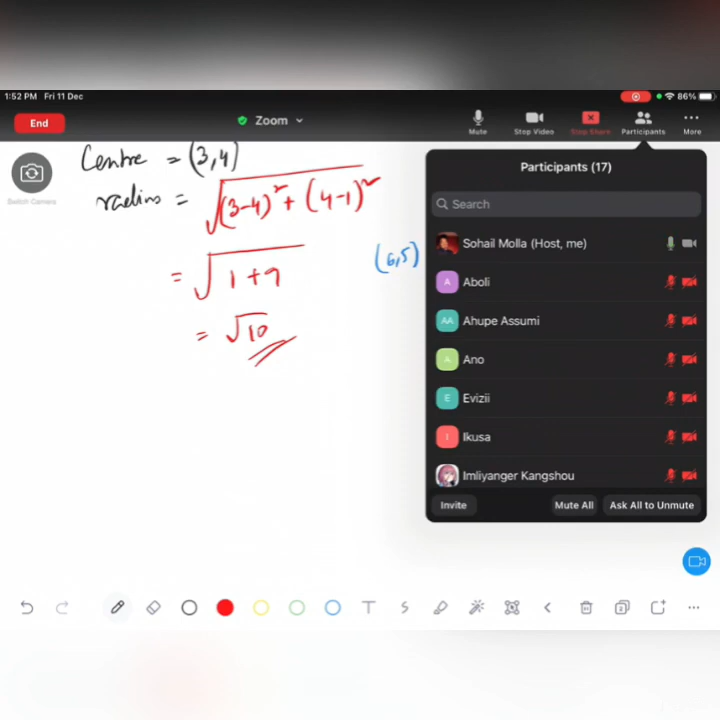 1:52 PM Fri 11 Dec
86%
End
Zoom
Mute
Stop Video
Stop Share
Participants
More
Switch Camera
Centre = (3,4)
radius = √(3-4)² + (4-1)²
= √1+9
= √10
(6,5)
Participants (17)
Search
Sohail Molla (Host, me)
A Aboli
AA Ahupe Assumi
A Ano
E Evizii
I Ikusa
Imliyanger Kangshou
Invite
Mute All
Ask All to Unmute
T
2